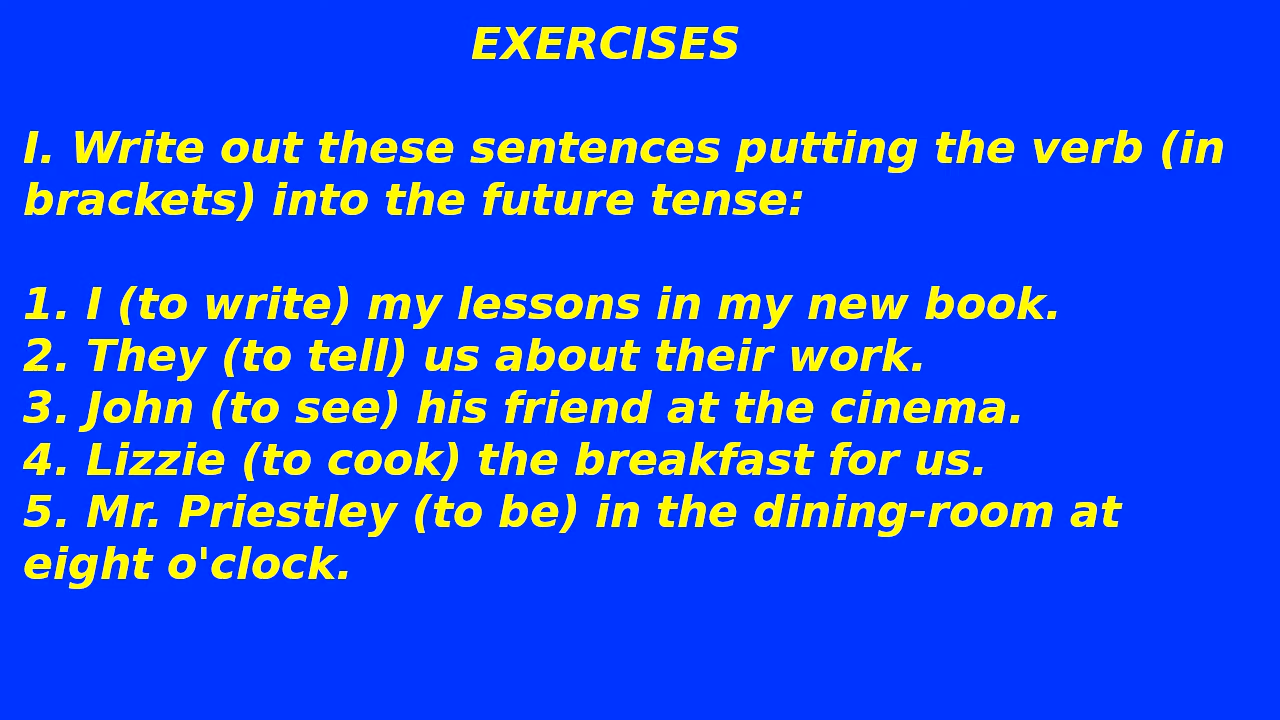 EXERCISES
I. Write out these sentences putting the verb (in
brackets) into the future tense:
1. I (to write) my lessons in my new book.
2. They (to tell) us about their work.
3. John (to see) his friend at the cinema.
4. Lizzie (to cook) the breakfast for us.
5. Mr. Priestley (to be) in the dining-room at
eight o'clock.